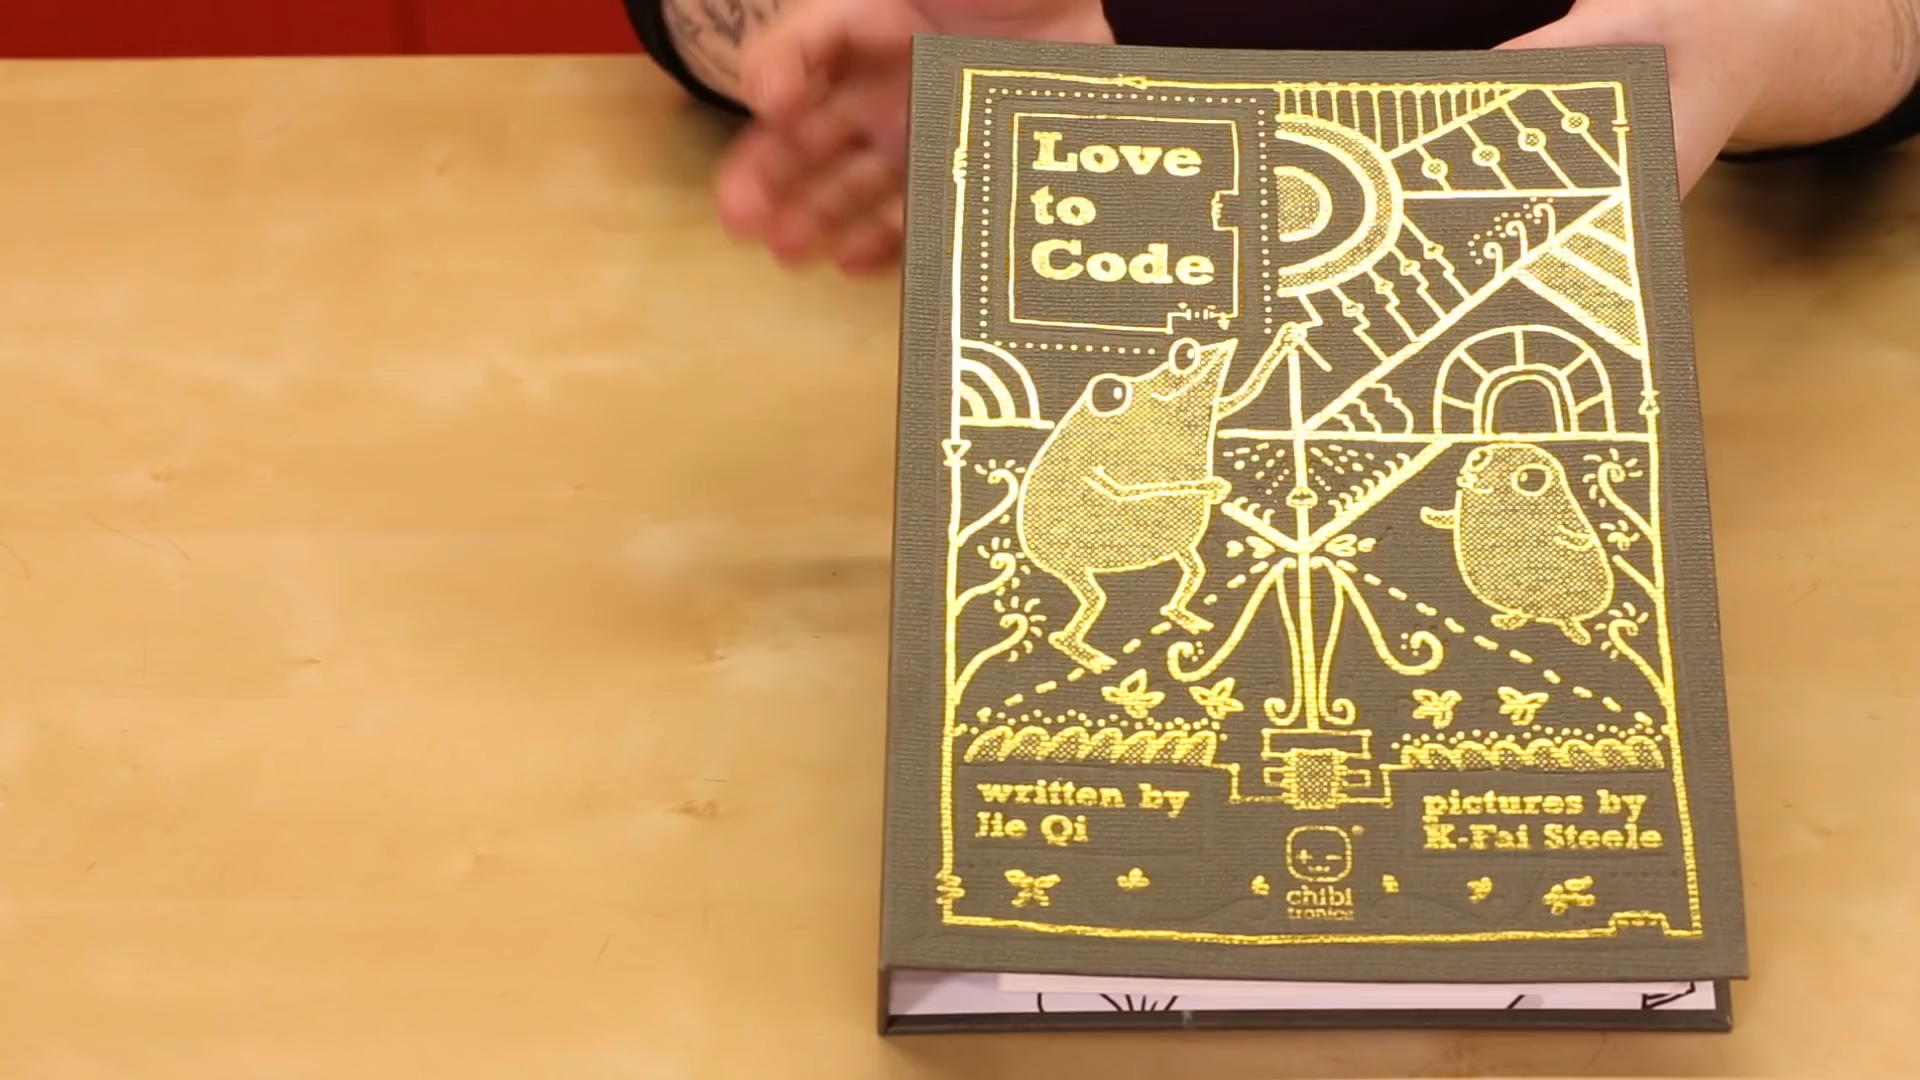 Love
to
Code
written by
Jie Qi
pictures by
K-Fai Steele
chibi
tronics